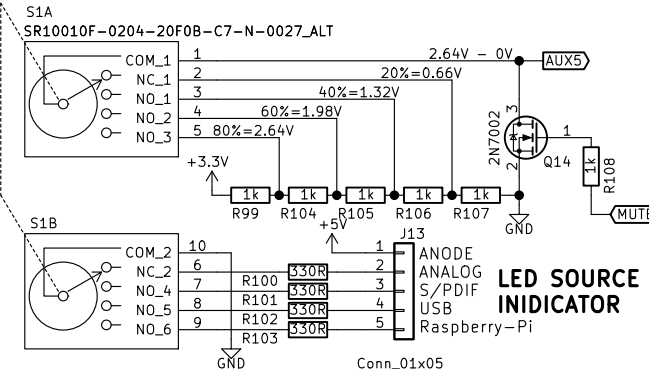 S1A
SR10010F-0204-20F0B-C7-N-0027_ALT
COM_1 1 2.64V - 0V AUX5
NC_1 2 20%=0.66V
NO_1 3 40%=1.32V
NO_2 4 60%=1.98V
NO_3 5 80%=2.64V
3
2N7002
1
2
Q14
1k
R108
+3.3V
1k 1k 1k 1k 1k
R99 R104 R105 R106 R107
MUTE
GND
+5V
S1B
J13
COM_2 10 1 ANODE
NC_2 6 330R 2 ANALOG
R100
NO_4 7 330R 3 S/PDIF
R101
NO_5 8 330R 4 USB
R102
NO_6 9 330R 5 Raspberry-Pi
R103
LED SOURCE
INIDICATOR
GND
Conn_01x05